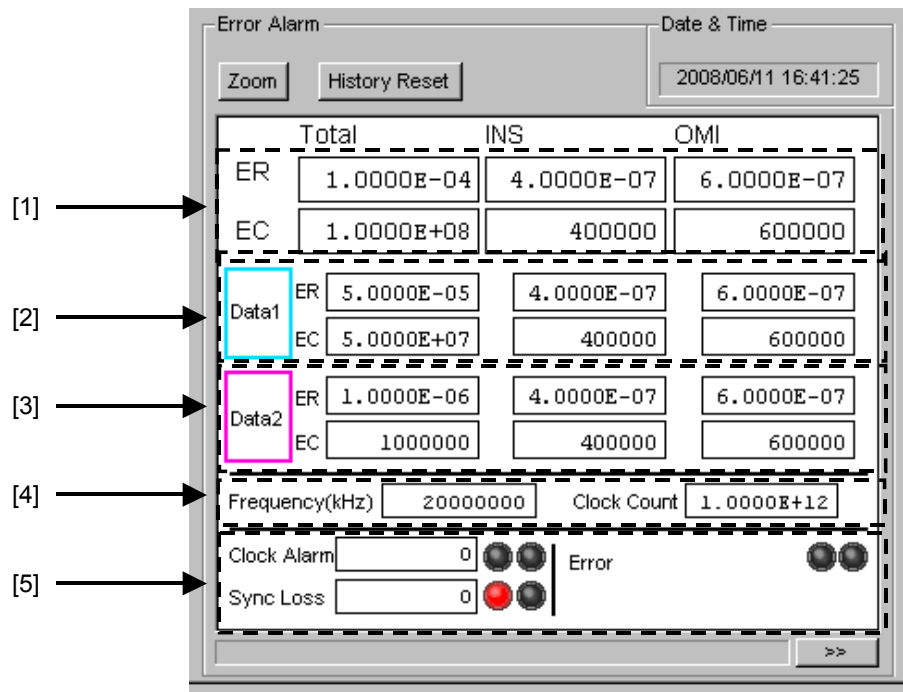 Error Alarm
Date & Time
Zoom
History Reset
2008/06/11 16:41:25
Total INS OMI
[1]
ER 1.0000E-04 4.0000E-07 6.0000E-07
EC 1.0000E+08 400000 600000
[2]
Data1
ER 5.0000E-05 4.0000E-07 6.0000E-07
EC 5.0000E+07 400000 600000
[3]
Data2
ER 1.0000E-06 4.0000E-07 6.0000E-07
EC 1000000 400000 600000
[4]
Frequency(kHz) 20000000 Clock Count 1.0000E+12
[5]
Clock Alarm 0 Error
Sync Loss 0
>>